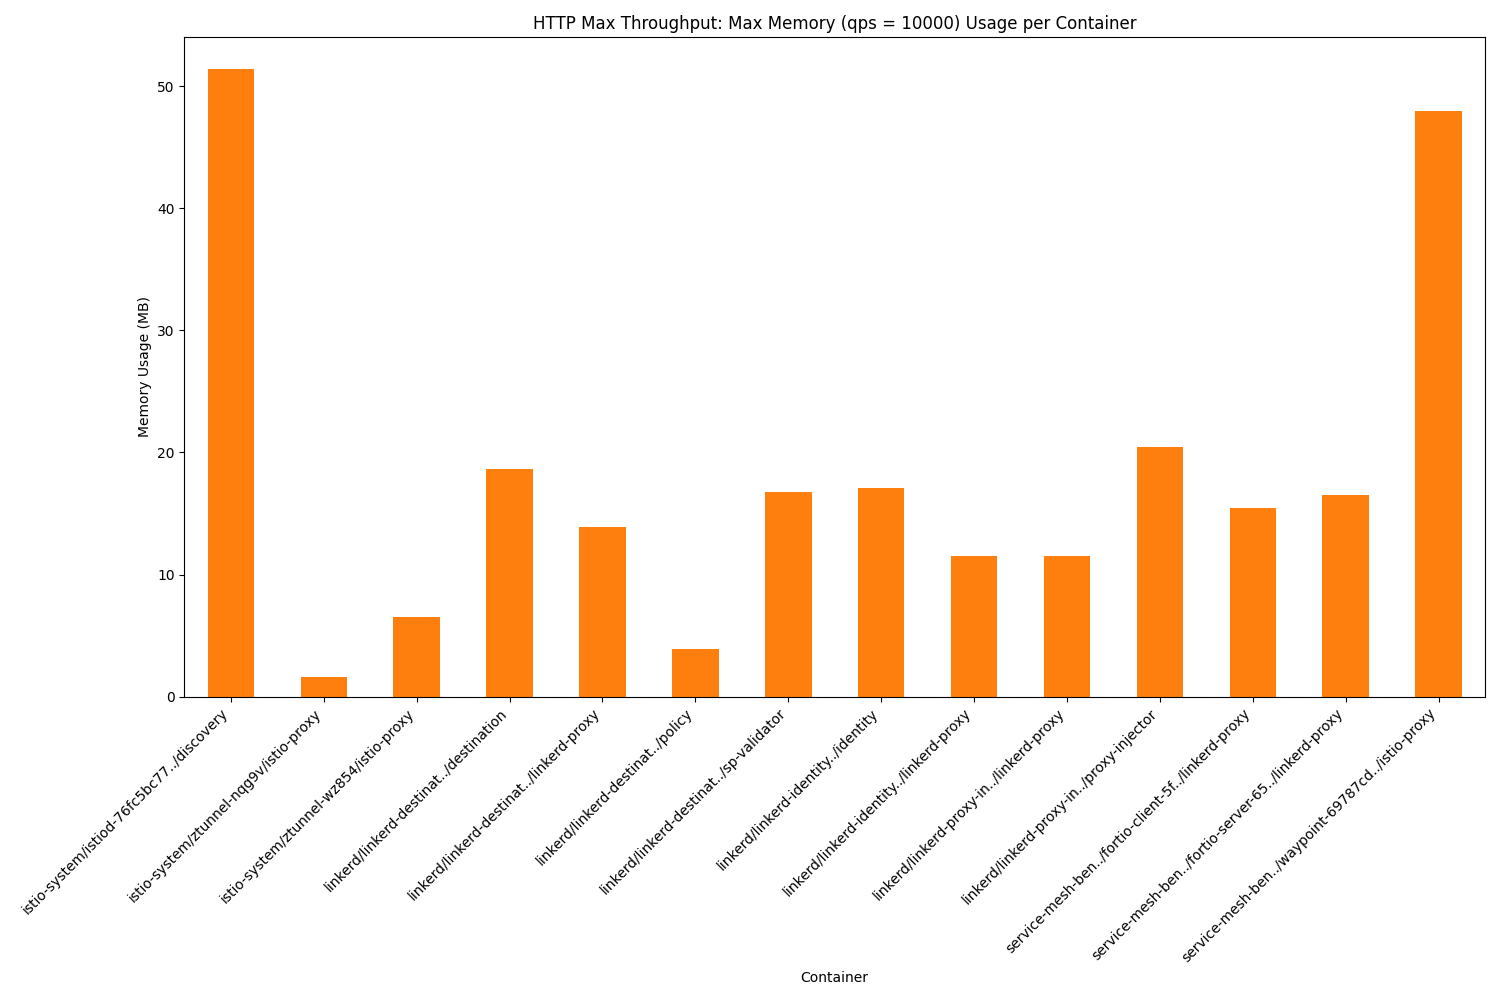 HTTP Max Throughput: Max Memory (qps = 10000) Usage per Container
Memory Usage (MB)
50
40
30
20
10
0
istio-system/istiod-76fc5bc77../discovery
istio-system/ztunnel-nqg9v/istio-proxy
istio-system/ztunnel-wz854/istio-proxy
linkerd/linkerd-destinat../destination
linkerd/linkerd-destinat../linkerd-proxy
linkerd/linkerd-destinat../policy
linkerd/linkerd-destinat../sp-validator
linkerd/linkerd-identity../identity
linkerd/linkerd-identity../linkerd-proxy
linkerd/linkerd-proxy-in../linkerd-proxy
linkerd/linkerd-proxy-in../proxy-injector
service-mesh-ben../fortio-client-5f../linkerd-proxy
service-mesh-ben../fortio-server-65../linkerd-proxy
service-mesh-ben../waypoint-69787cd../istio-proxy
Container